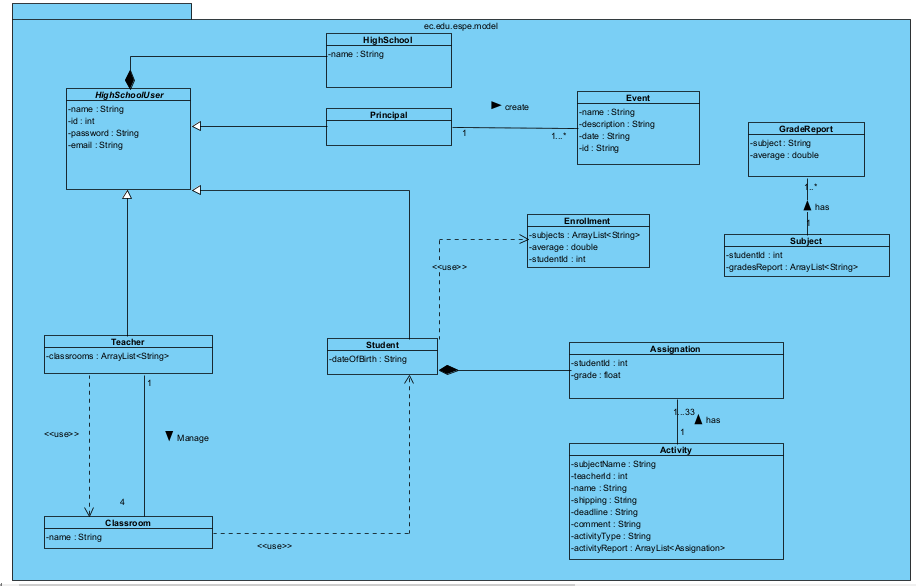 ec.edu.espe.model
HighSchool
-name : String
HighSchoolUser
-name : String
-id : int
-password : String
-email : String
Principal
1
create
1...*
Event
-name : String
-description : String
-date : String
-id : String
GradeReport
-subject : String
-average : double
1..*
has
1
Subject
-studentId : int
-gradesReport : ArrayList<String>
Enrollment
-subjects : ArrayList<String>
-average : double
-studentId : int
<<use>>
Teacher
-classrooms : ArrayList<String>
Student
-dateOfBirth : String
Assignation
-studentId : int
-grade : float
1
<<use>>
Manage
4
1...33
has
1
Activity
-subjectName : String
-teacherId : int
-name : String
-shipping : String
-deadline : String
-comment : String
-activityType : String
-activityReport : ArrayList<Assignation>
Classroom
-name : String
<<use>>